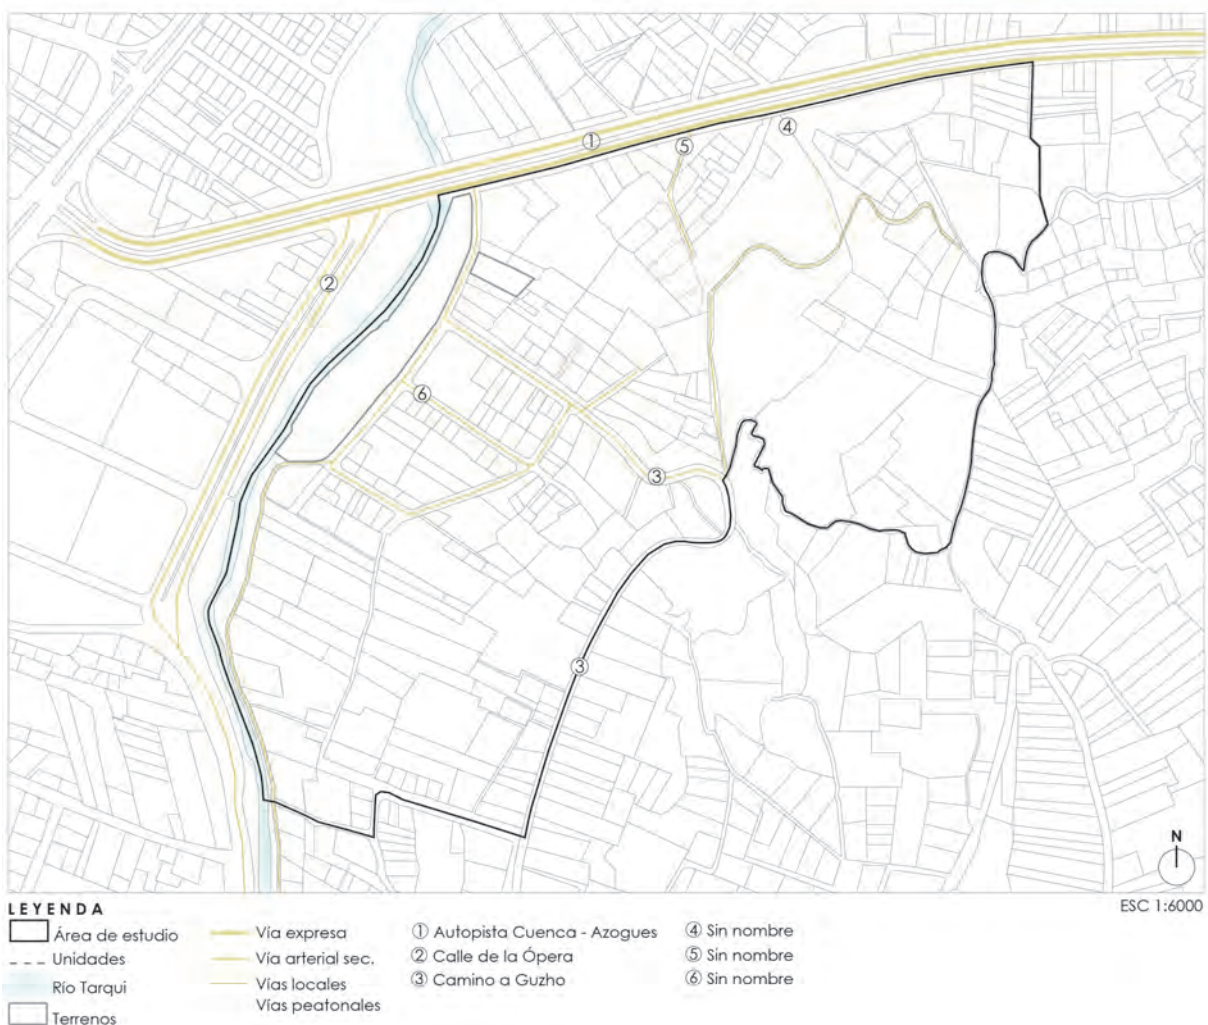 ①
④
⑤
②
⑥
③
③
N
ESC 1:6000
LEYENDA
Área de estudio
Unidades
Río Tarqui
Terrenos
Vía expresa
Vía arterial sec.
Vías locales
Vías peatonales
① Autopista Cuenca - Azogues
② Calle de la Ópera
③ Camino a Guzho
④ Sin nombre
⑤ Sin nombre
⑥ Sin nombre